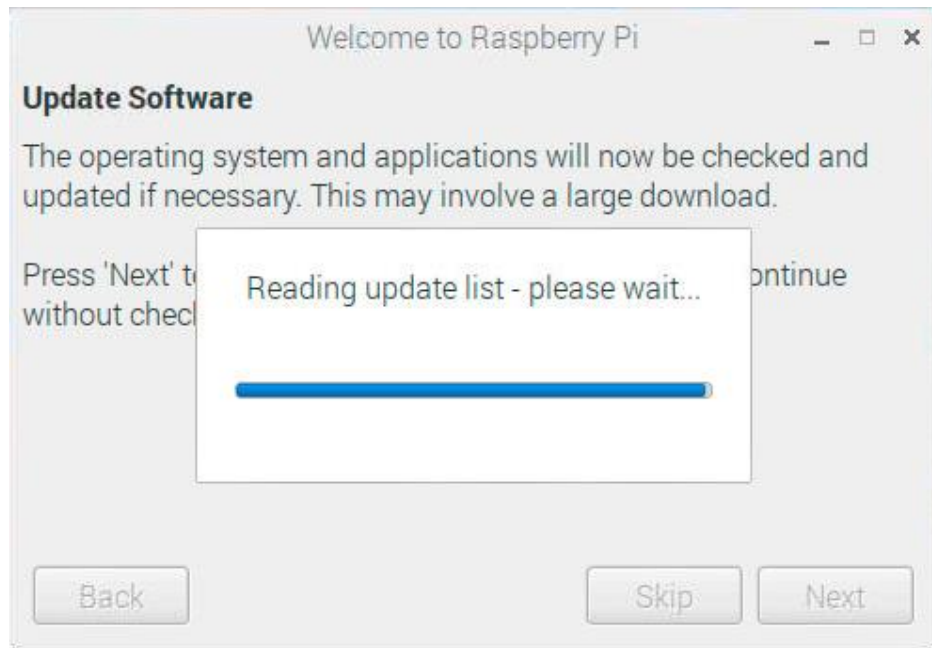 Welcome to Raspberry Pi
Update Software
The operating system and applications will now be checked and
updated if necessary. This may involve a large download.
Press 'Next' t
ontinue
without chec
Reading update list - please wait...
Back
Skip
Next